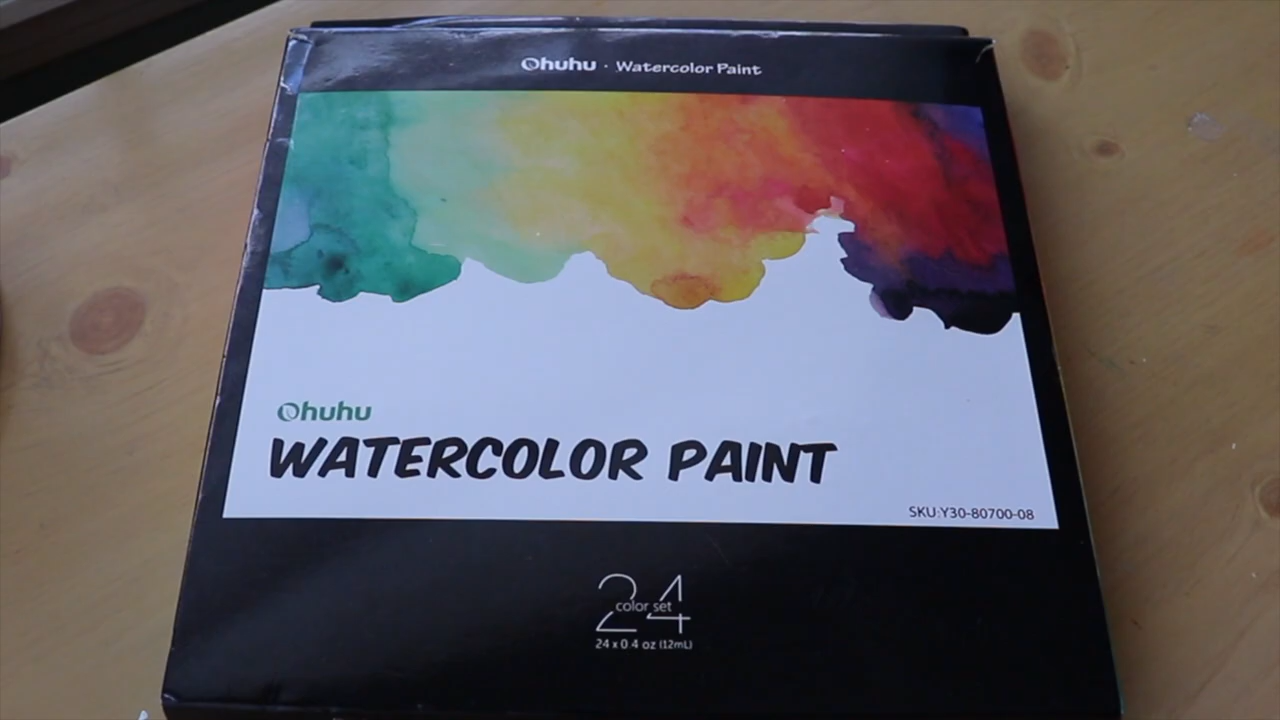 Ohuhu · Watercolor Paint
Ohuhu
WATERCOLOR PAINT
SKU:Y30-80700-08
24
color set
24 x 0.4 oz (12mL)